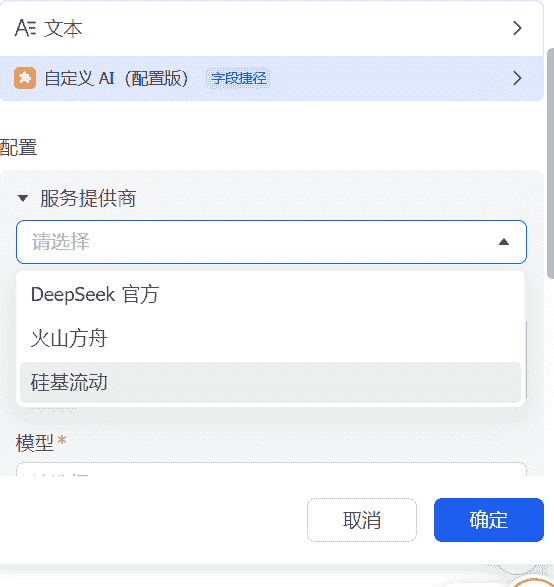 文本
自定义 AI（配置版） 字段捷径
配置
服务提供商
请选择
DeepSeek 官方
火山方舟
硅基流动
模型*
取消 确定